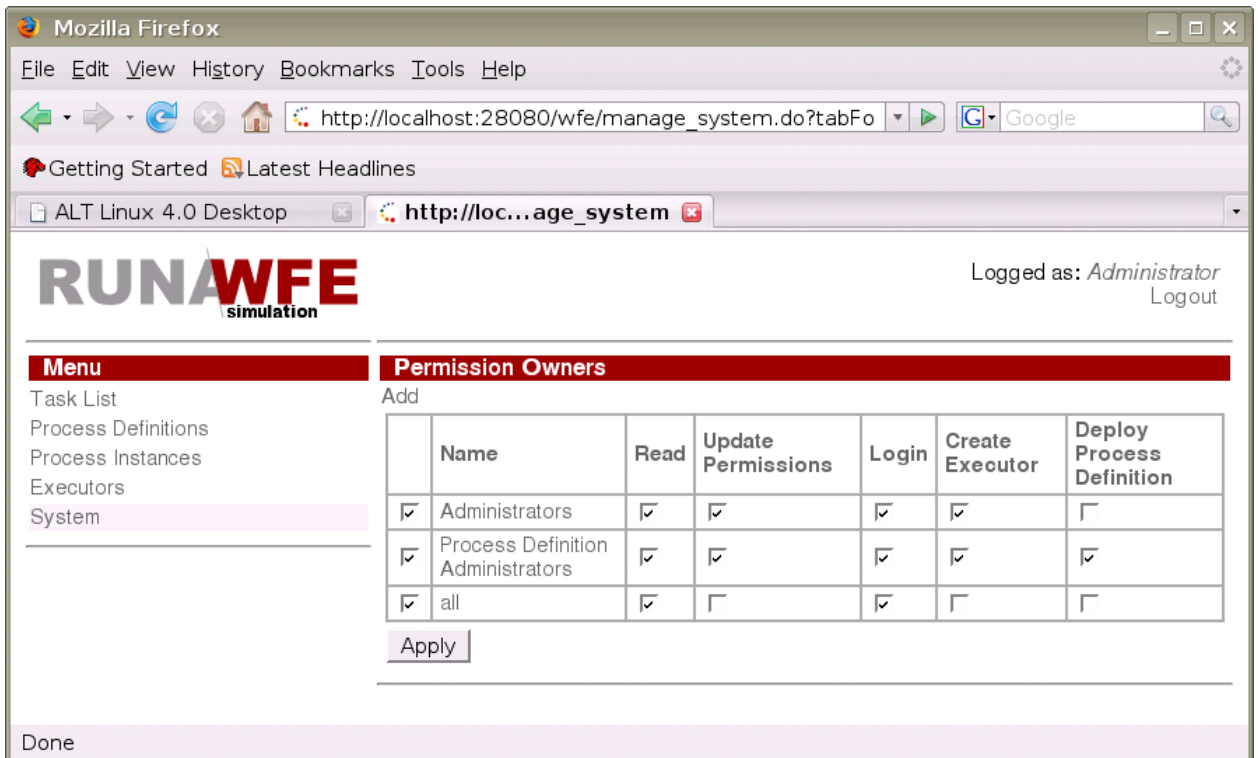 Mozilla Firefox
File Edit View History Bookmarks Tools Help
http://localhost:28080/wfe/manage_system.do?tabFo
G Google
Getting Started Latest Headlines
ALT Linux 4.0 Desktop http://loc...age_system
RUNAWFE
simulation
Logged as: Administrator
Logout
Menu
Task List
Process Definitions
Process Instances
Executors
System
Permission Owners
Add
Name Read Update Permissions Login Create Executor Deploy Process Definition
Administrators
Process Definition
Administrators
all
Apply
Done